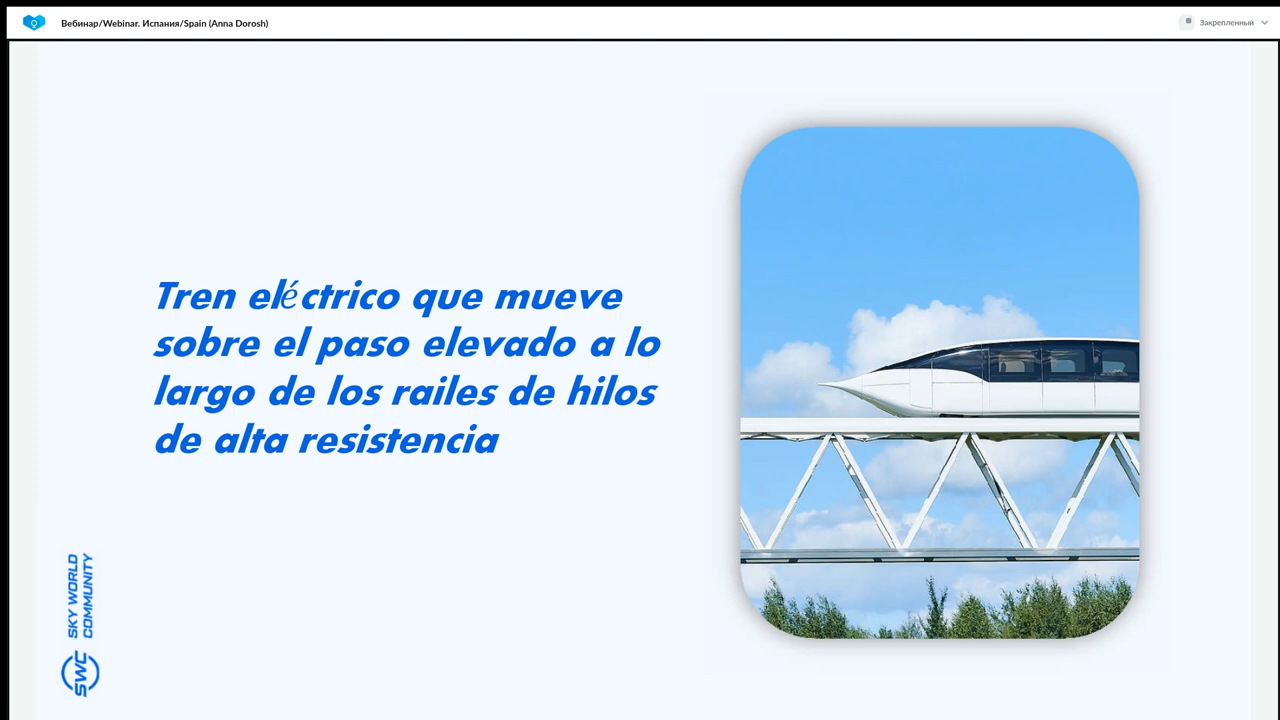 Вебинар/Webinar. Испания/Spain (Anna Dorosh)
Закрепленный
Tren eléctrico que mueve
sobre el paso elevado a lo
largo de los railes de hilos
de alta resistencia
SKY WORLD
COMMUNITY
SWC